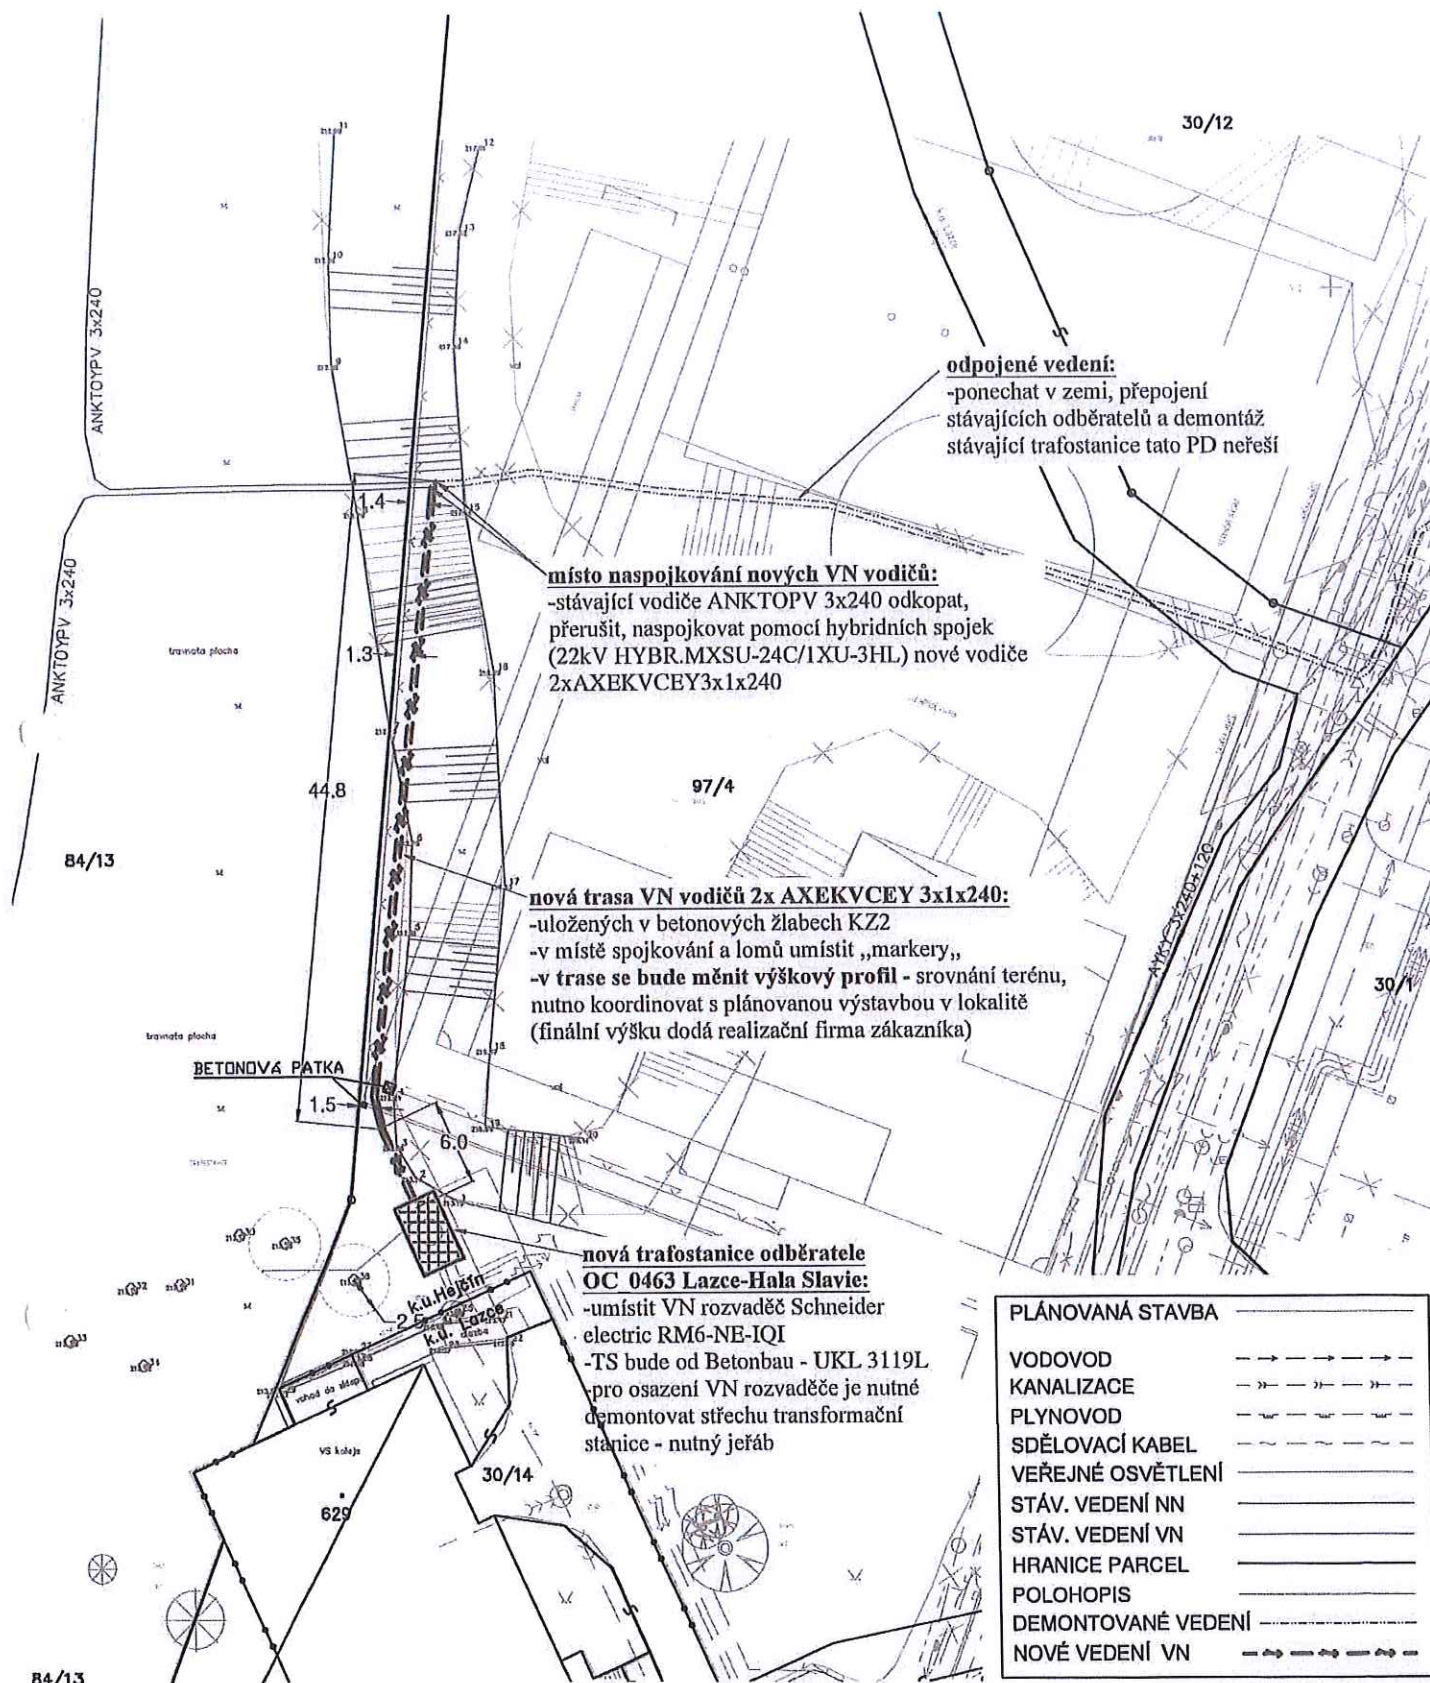 30/12
ANKTOYPV 3x240
odpojené vedení:
-ponechat v zemi, přepojení
stávajících odběratelů a demontáž
stávající trafostanice tato PD neřeší
1.4
místo naspojkování nových VN vodičů:
-stávající vodiče ANKTOPV 3x240 odkopat,
přerušit, naspojkovat pomocí hybridních spojek
(22kV HYBR.MXSU-24C/1XU-3HL) nové vodiče
2xAXEKVCEY3x1x240
ANKTOYPV 3x240
travnata plocha
1.3
44.8
97/4
84/13
nová trasa VN vodičů 2x AXEKVCEY 3x1x240:
-uložených v betonových žlabech KZ2
-v místě spojkování a lomů umístit „markery„
-v trase se bude měnit výškový profil - srovnání terénu,
nutno koordinovat s plánovanou výstavbou v lokalitě
(finální výšku dodá realizační firma zákazníka)
AYKY 3x240+120
30/1
travnata plocha
BETONOVÁ PATKA
1.5
6.0
nová trafostanice odběratele
OC_0463 Lazce-Hala Slavie:
-umístit VN rozvaděč Schneider
electric RM6-NE-IQI
-TS bude od Betonbau - UKL 3119L
-pro osazení VN rozvaděče je nutné
demontovat střechu transformační
stanice - nutný jeřáb
k.ú.Hejčín
k.ú. Lazce
vchod do sklepa
VŠ koleje
629
30/14
84/13
PLÁNOVANÁ STAVBA
VODOVOD
KANALIZACE
PLYNOVOD
SDĚLOVACÍ KABEL
VEŘEJNÉ OSVĚTLENÍ
STÁV. VEDENÍ NN
STÁV. VEDENÍ VN
HRANICE PARCEL
POLOHOPIS
DEMONTOVANÉ VEDENÍ
NOVÉ VEDENÍ VN